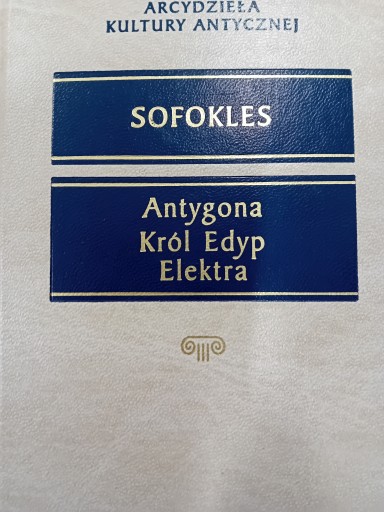 ARCYDZIEŁA
KULTURY ANTYCZNEJ
SOFOKLES
Antygona
Król Edyp
Elektra